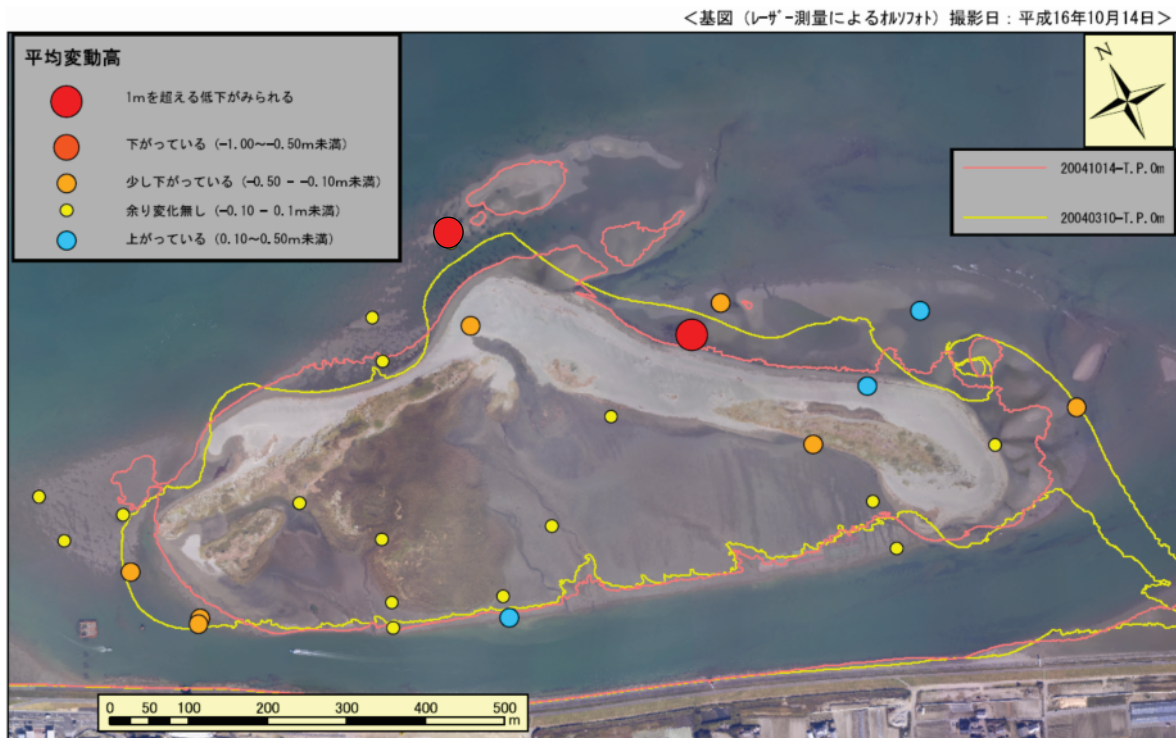 <基図（ﾚｰｻﾞｰ測量によるｵﾙｿﾌｫﾄ）撮影日：平成16年10月14日>
平均変動高
1mを超える低下がみられる
下がっている（-1.00～-0.50m未満）
少し下がっている（-0.50 - -0.10m未満）
余り変化無し（-0.10 - 0.1m未満）
上がっている（0.10～0.50m未満）
N
20041014-T.P.0m
20040310-T.P.0m
0 50 100 200 300 400 500
m